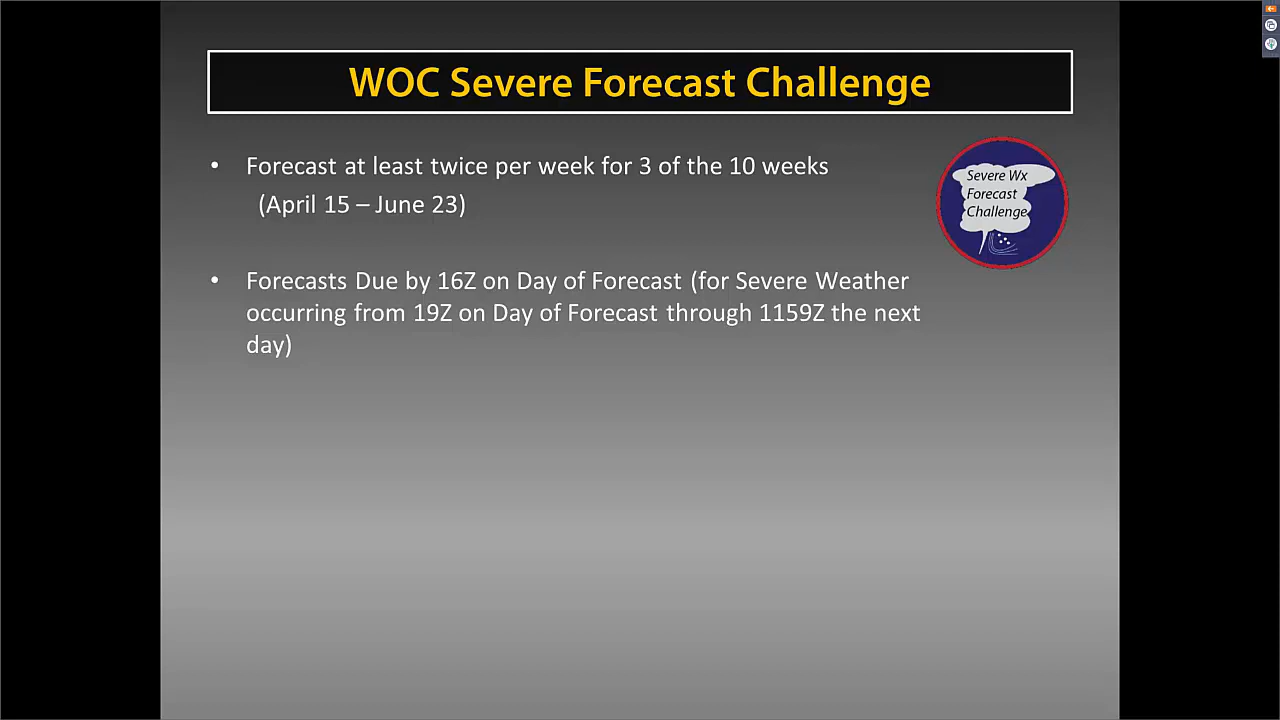 WOC Severe Forecast Challenge
• Forecast at least twice per week for 3 of the 10 weeks
(April 15 – June 23)
Severe Wx
Forecast
Challenge
• Forecasts Due by 16Z on Day of Forecast (for Severe Weather
occurring from 19Z on Day of Forecast through 1159Z the next
day)